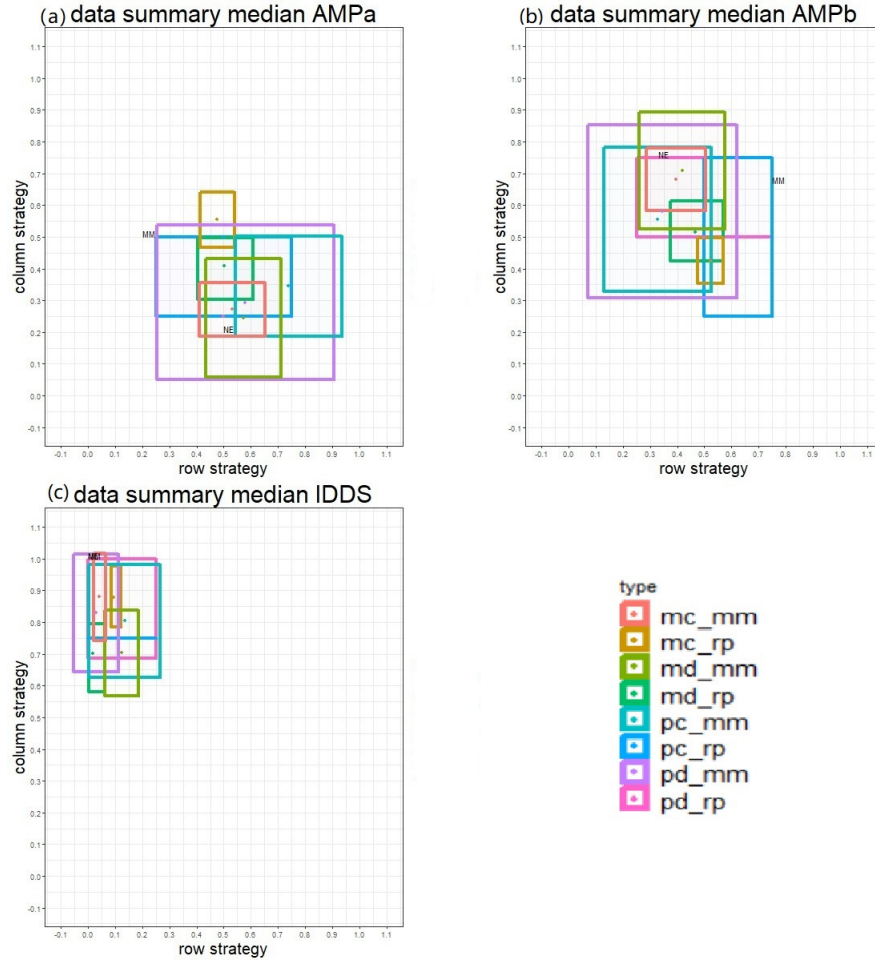 (a) data summary median AMPa
1.1
1.0
0.9
0.8
0.7
0.6
0.5
0.4
0.3
0.2
0.1
0.0
-0.1
column strategy
MM
NE
-0.1 0.0 0.1 0.2 0.3 0.4 0.5 0.6 0.7 0.8 0.9 1.0 1.1
row strategy
(b) data summary median AMPb
1.1
1.0
0.9
0.8
0.7
0.6
0.5
0.4
0.3
0.2
0.1
0.0
-0.1
column strategy
NE
MM
-0.1 0.0 0.1 0.2 0.3 0.4 0.5 0.6 0.7 0.8 0.9 1.0 1.1
row strategy
(c) data summary median IDDS
1.1
1.0
0.9
0.8
0.7
0.6
0.5
0.4
0.3
0.2
0.1
0.0
-0.1
column strategy
-0.1 0.0 0.1 0.2 0.3 0.4 0.5 0.6 0.7 0.8 0.9 1.0 1.1
row strategy
type
mc_mm
mc_rp
md_mm
md_rp
pc_mm
pc_rp
pd_mm
pd_rp